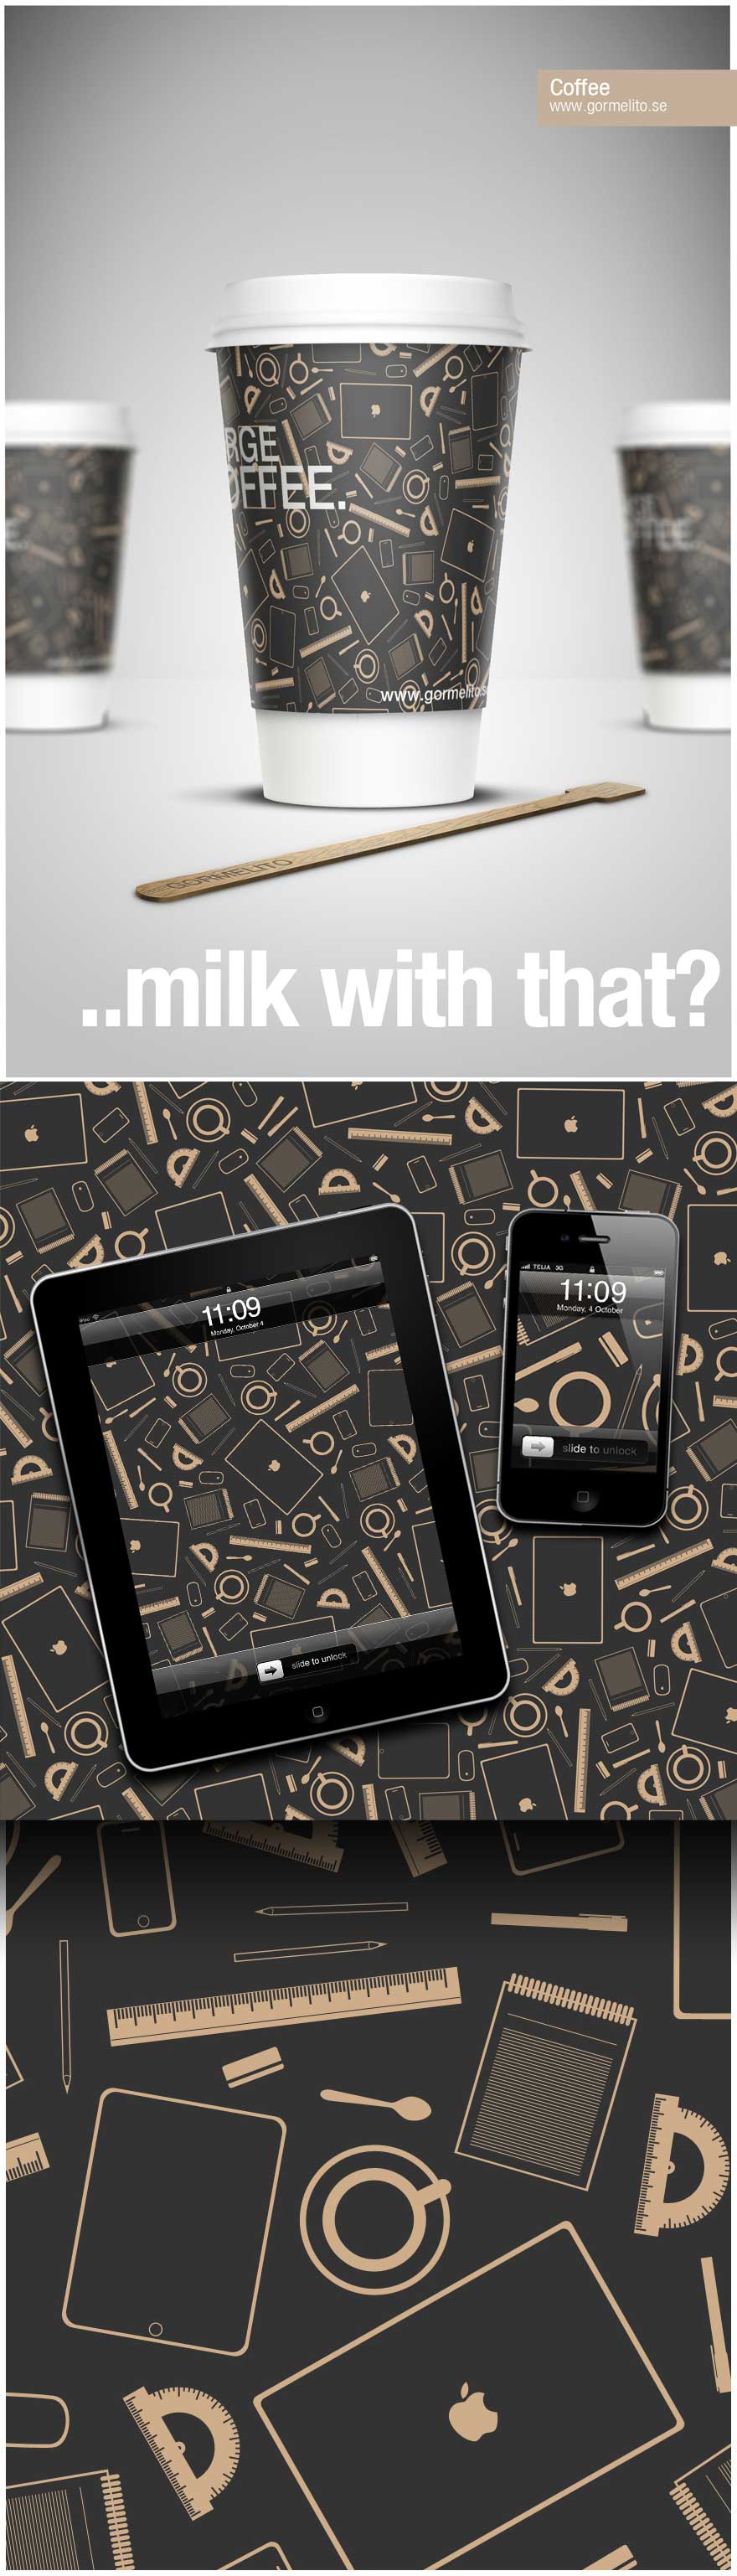 Coffee
www.gormelito.se
RGE
OFFEE.
www.gormelito.s
GORMELITO
..milk with that?
11:09
Monday, October 4
slide to unlock
TELIA 3G
11:09
Monday, 4 October
slide to unlock